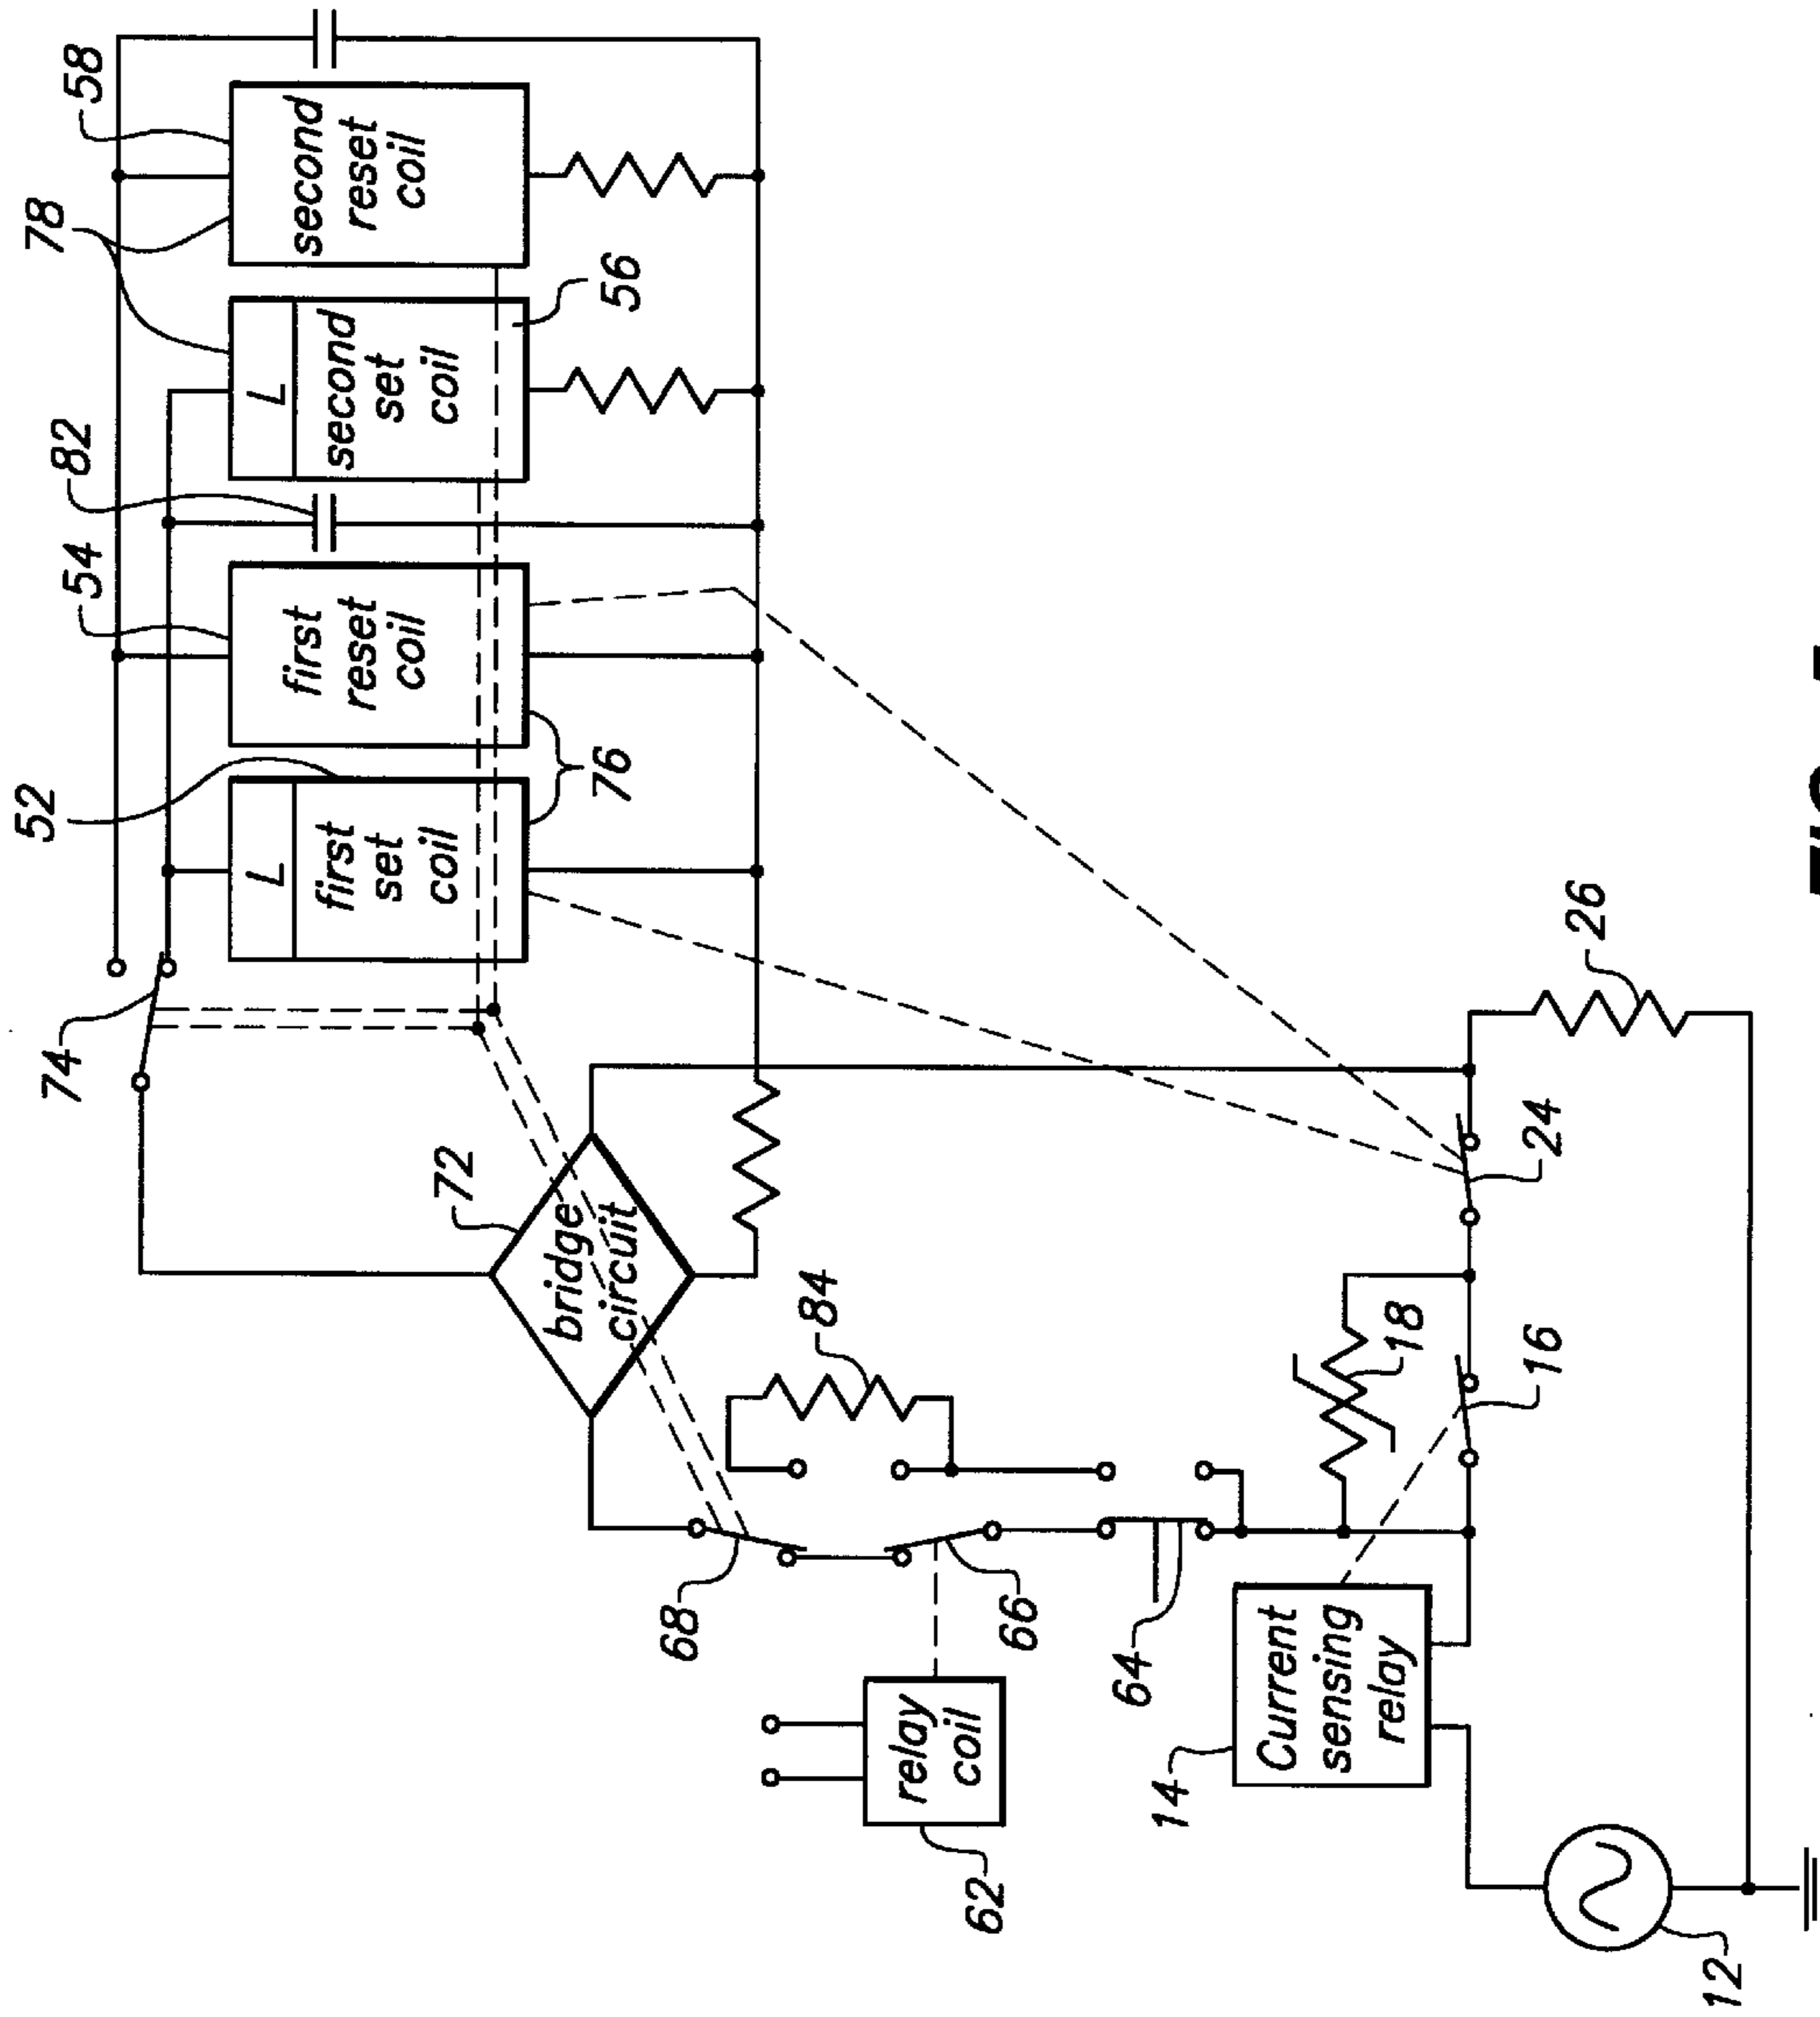 74
52
54
82
78
58
L
first
set
coil
first
reset
coil
L
second
set
coil
second
reset
coil
72
bridge
circuit
76
56
68
84
62
relay
coil
66
64
14
Current
sensing
relay
18
16
24
26
12